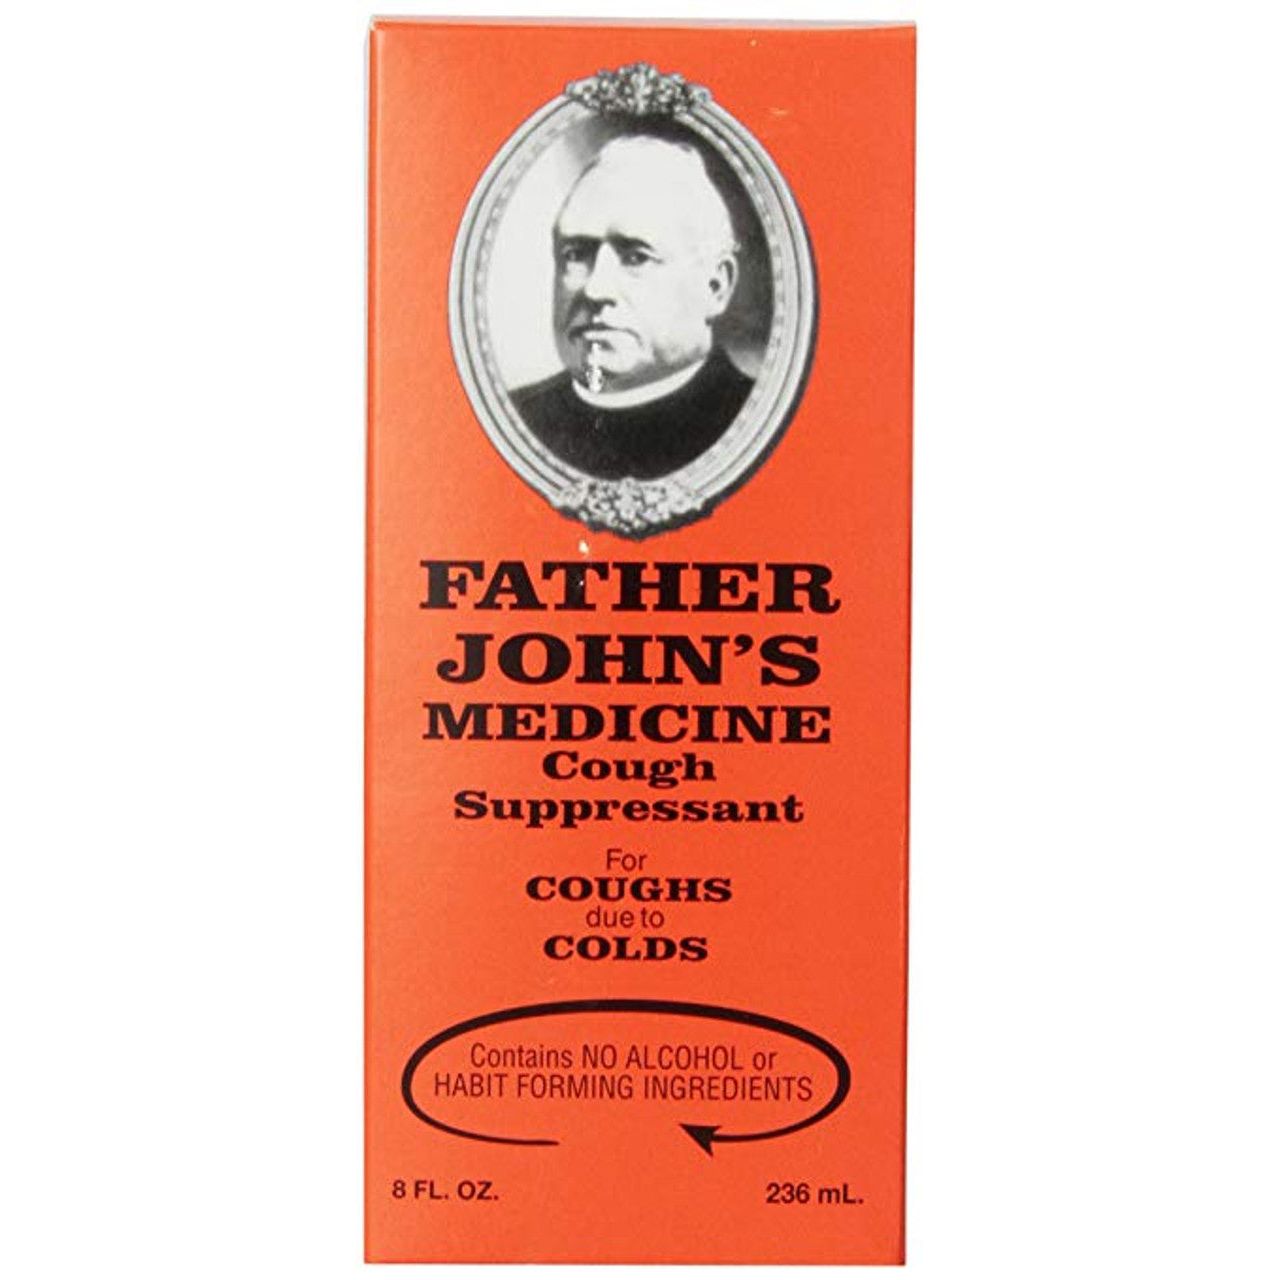 FATHER
JOHN'S
MEDICINE
Cough
Suppressant
For
COUGHS
due to
COLDS
Contains NO ALCOHOL or
HABIT FORMING INGREDIENTS
8 FL. OZ.
236 mL.